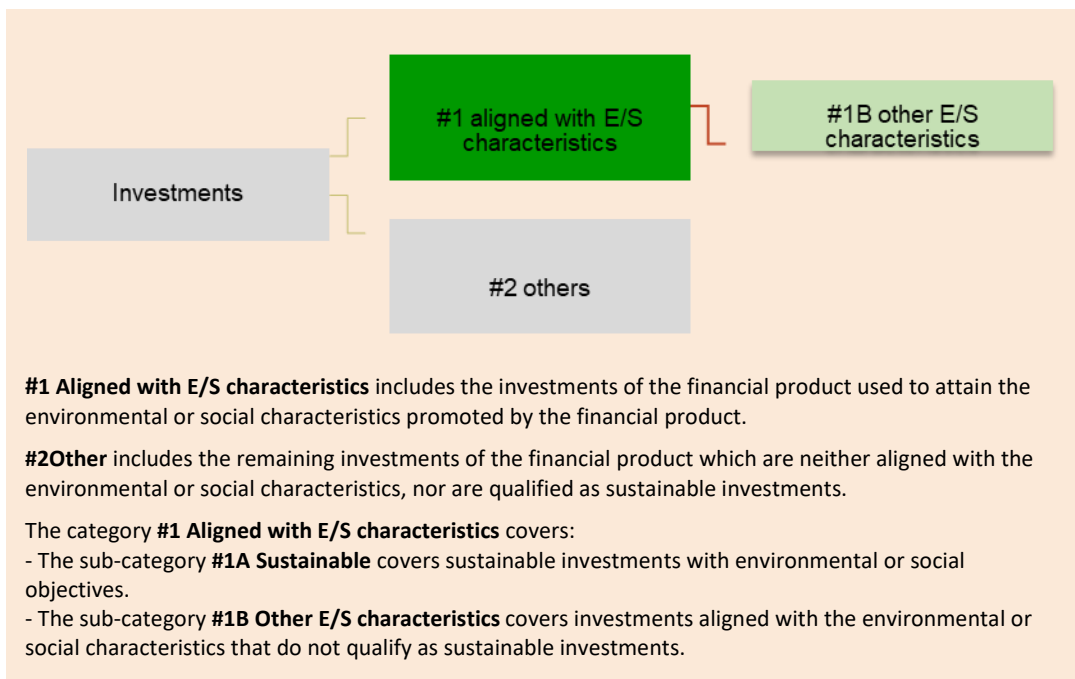 #1 aligned with E/S
characteristics
#1B other E/S
characteristics
Investments
#2 others
#1 Aligned with E/S characteristics includes the investments of the financial product used to attain the
environmental or social characteristics promoted by the financial product.
#2Other includes the remaining investments of the financial product which are neither aligned with the
environmental or social characteristics, nor are qualified as sustainable investments.
The category #1 Aligned with E/S characteristics covers:
- The sub-category #1A Sustainable covers sustainable investments with environmental or social
objectives.
- The sub-category #1B Other E/S characteristics covers investments aligned with the environmental or
social characteristics that do not qualify as sustainable investments.